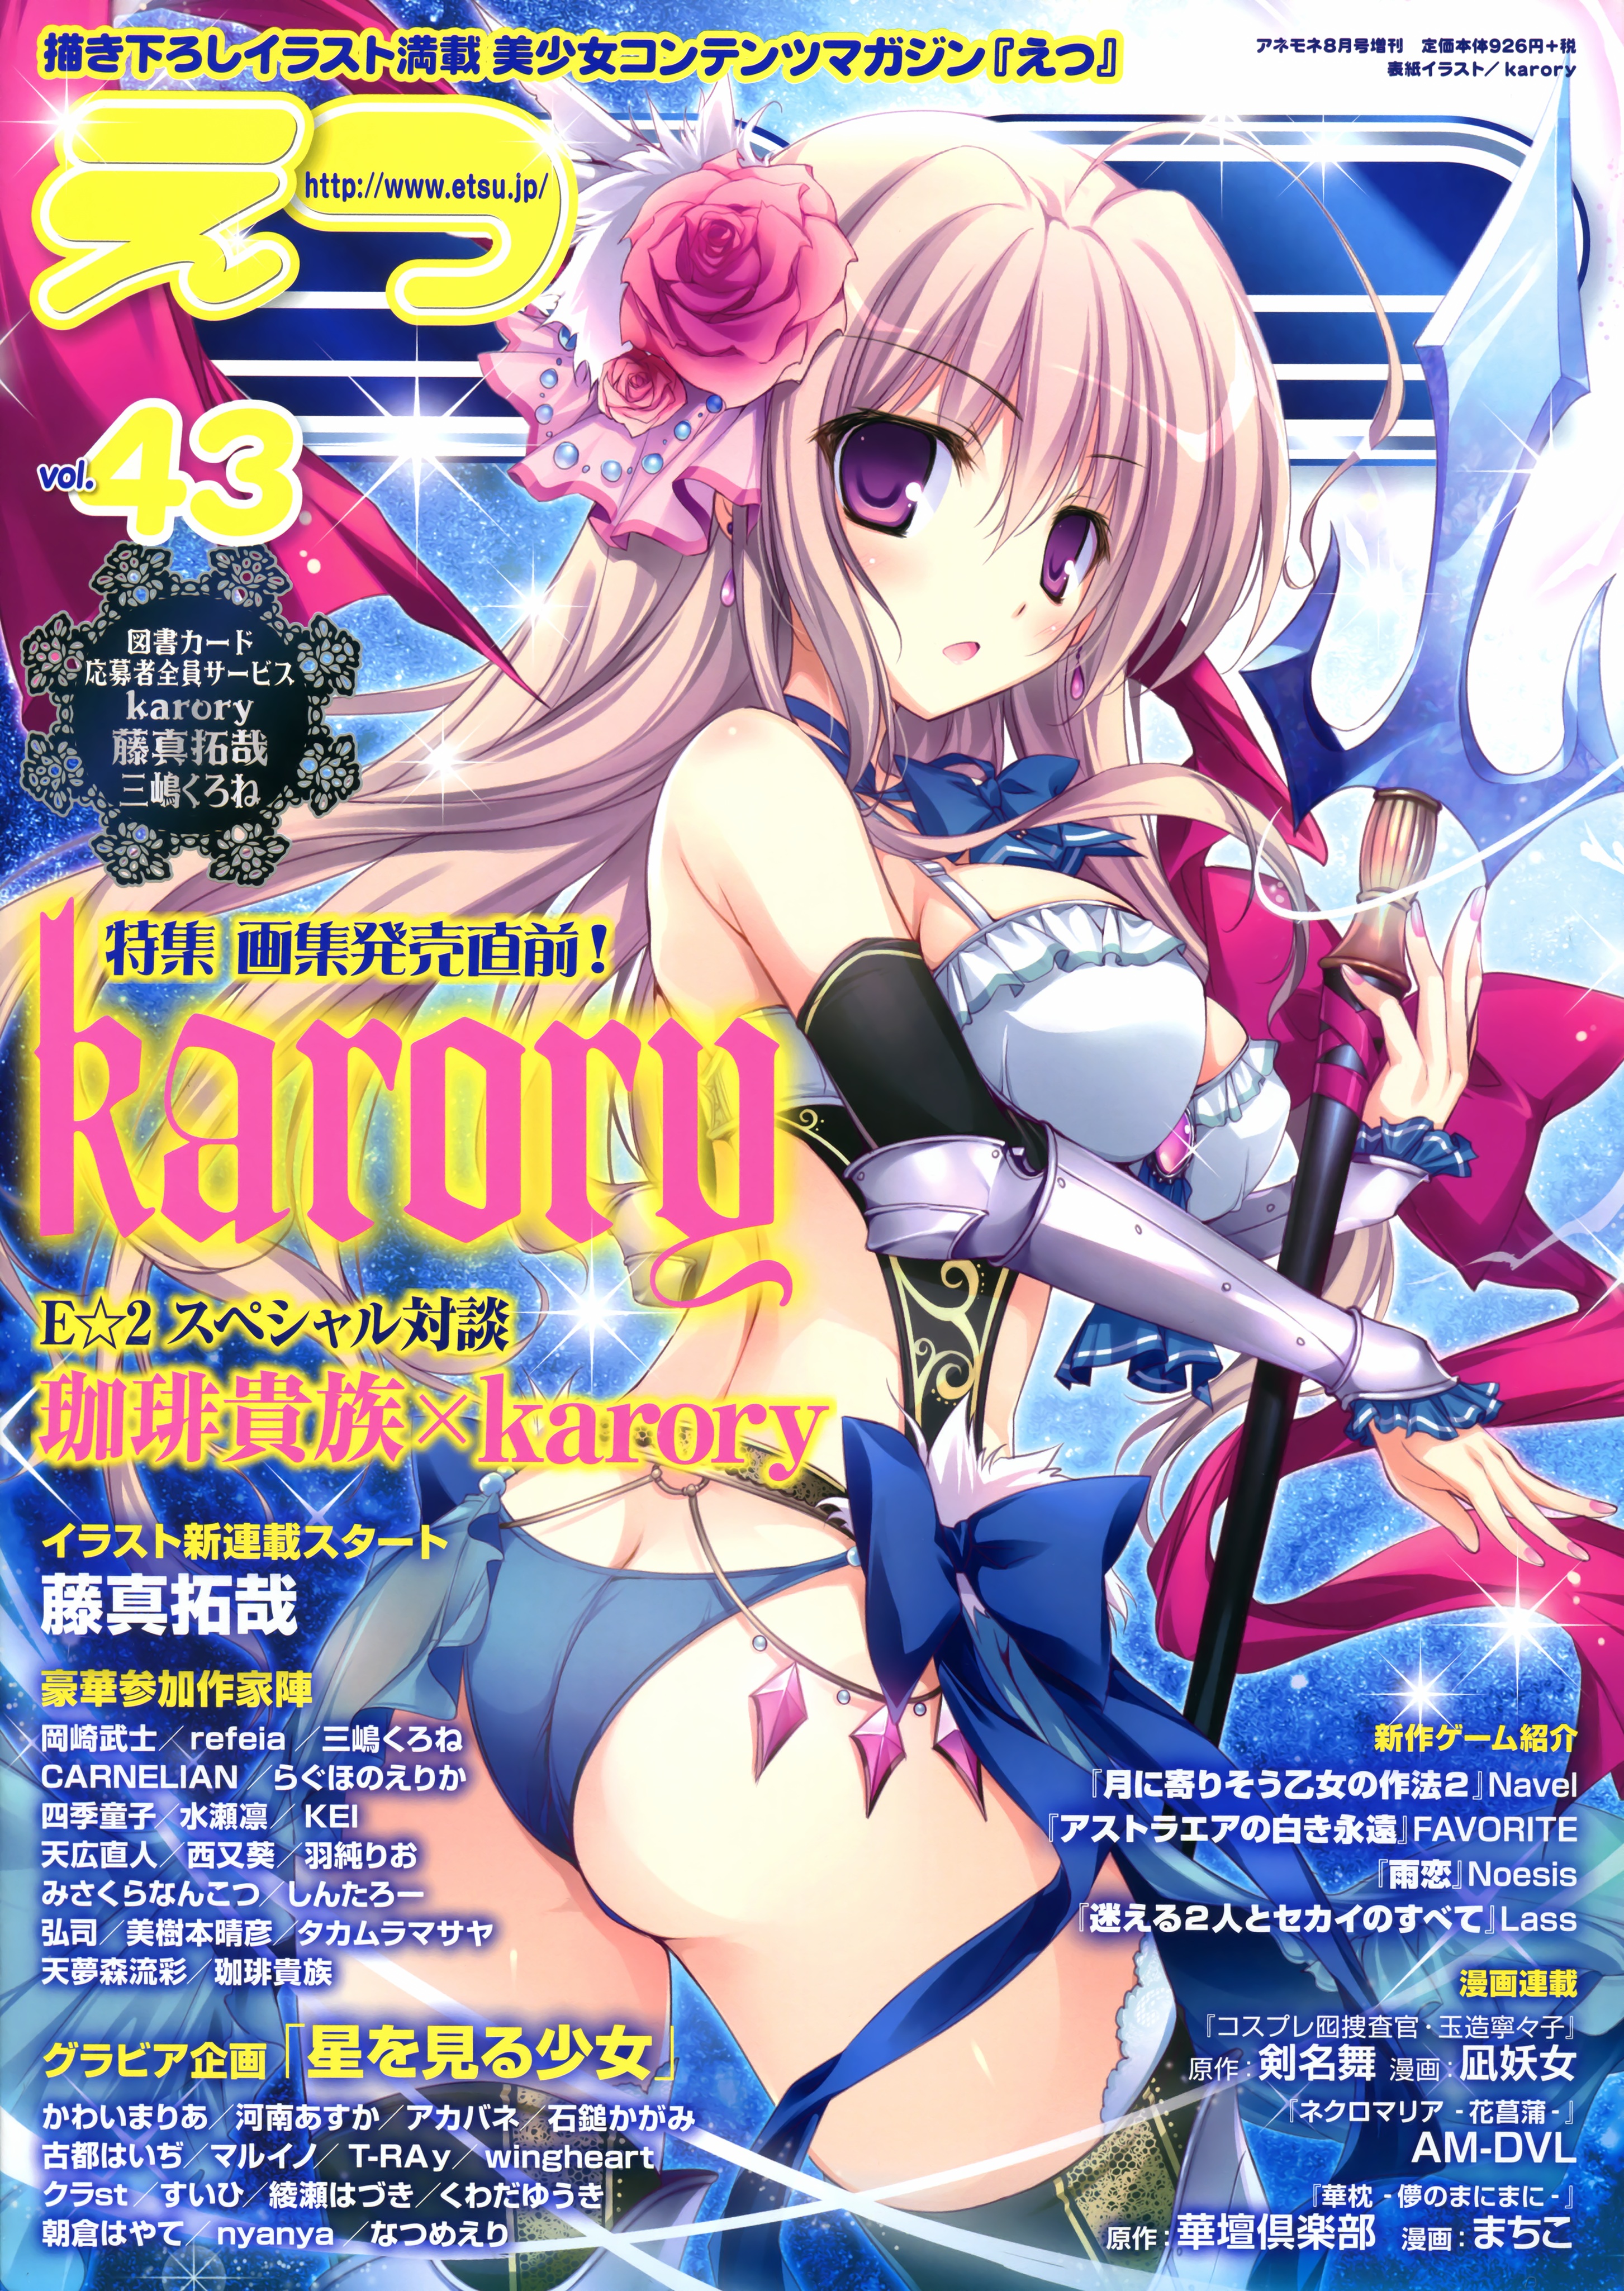 描き下ろしイラスト満載 美少女コンテンツマガジン『えつ』
アネモネ8月号増刊 定価本体926円+税
表紙イラスト/karory
えつ
http://www.etsu.jp/
vol.43
図書カード
応募者全員サービス
karory
藤真拓哉
三嶋くろね
特集 画集発売直前!
karory
E☆2 スペシャル対談
珈琲貴族×karory
イラスト新連載スタート
藤真拓哉
豪華参加作家陣
岡崎武士/refeia/三嶋くろね
CARNELIAN/らぐほのえりか
四季童子/水瀬凛/KEI
天広直人/西又葵/羽純りお
みさくらなんこつ/しんたろー
弘司/美樹本晴彦/タカムラマサヤ
天夢森流彩/珈琲貴族
グラビア企画「星を見る少女」
かわいまりあ/河南あすか/アカバネ/石鎚かがみ
古都はいぢ/マルイノ/T-RAy/wingheart
クラst/すいひ/綾瀬はづき/くわだゆうき
朝倉はやて/nyanya/なつめえり
新作ゲーム紹介
『月に寄りそう乙女の作法2』Navel
『アストラエアの白き永遠』FAVORITE
『雨恋』Noesis
『迷える2人とセカイのすべて』Lass
漫画連載
『コスプレ囮捜査官・玉造寧々子』
原作:剣名舞 漫画:凪妖女
『ネクロマリア -花菖蒲-』
AM-DVL
『華枕 -儚のまにまに-』
原作:華壇倶楽部 漫画:まちこ